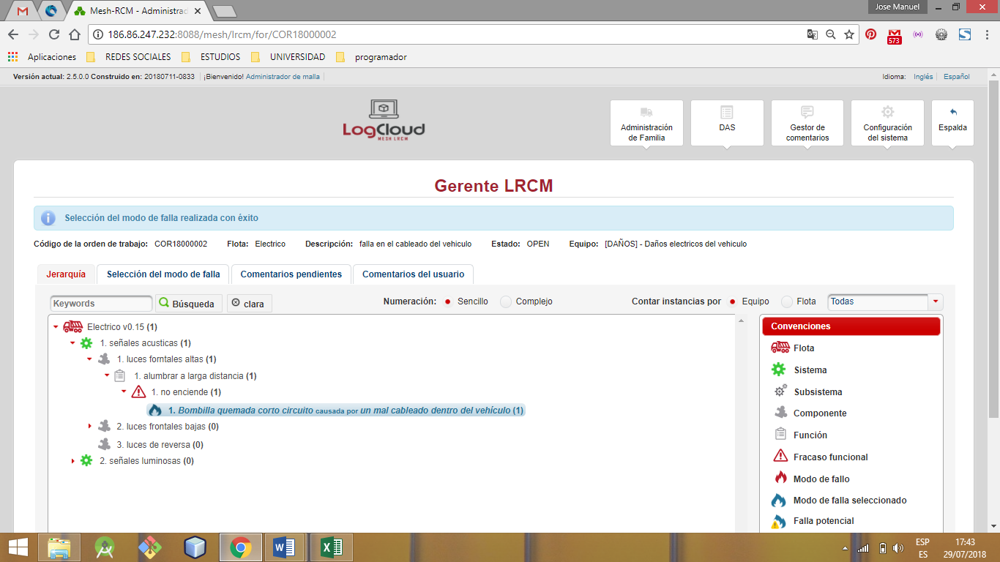 Mesh-RCM - Administrad
Jose Manuel
186.86.247.232:8088/mesh/lrcm/for/COR18000002
573
Aplicaciones REDES SOCIALES ESTUDIOS UNIVERSIDAD programador
Versión actual: 2.5.0.0 Construido en: 20180711-0833 ¡Bienvenido! Administrador de malla
Idioma: Inglés Español
LogCloud
MESH LRCM
Administración
de Familia
DAS
Gestor de
comentarios
Configuración
del sistema
Espalda
Gerente LRCM
Selección del modo de falla realizada con éxito
Código de la orden de trabajo: COR18000002 Flota: Electrico Descripción: falla en el cableado del vehiculo Estado: OPEN Equipo: [DAÑOS] - Daños electricos del vehiculo
Jerarquía Selección del modo de falla Comentarios pendientes Comentarios del usuario
Keywords Búsqueda clara Numeración: Sencillo Complejo Contar instancias por Equipo Flota Todas
Electrico v0.15 (1)
1. señales acusticas (1)
1. luces forntales altas (1)
1. alumbrar a larga distancia (1)
1. no enciende (1)
1. Bombilla quemada corto circuito causada por un mal cableado dentro del vehículo (1)
2. luces frontales bajas (0)
3. luces de reversa (0)
2. señales luminosas (0)
Convenciones
Flota
Sistema
Subsistema
Componente
Función
Fracaso funcional
Modo de fallo
Modo de falla seleccionado
Falla potencial
ESP
ES
17:43
29/07/2018